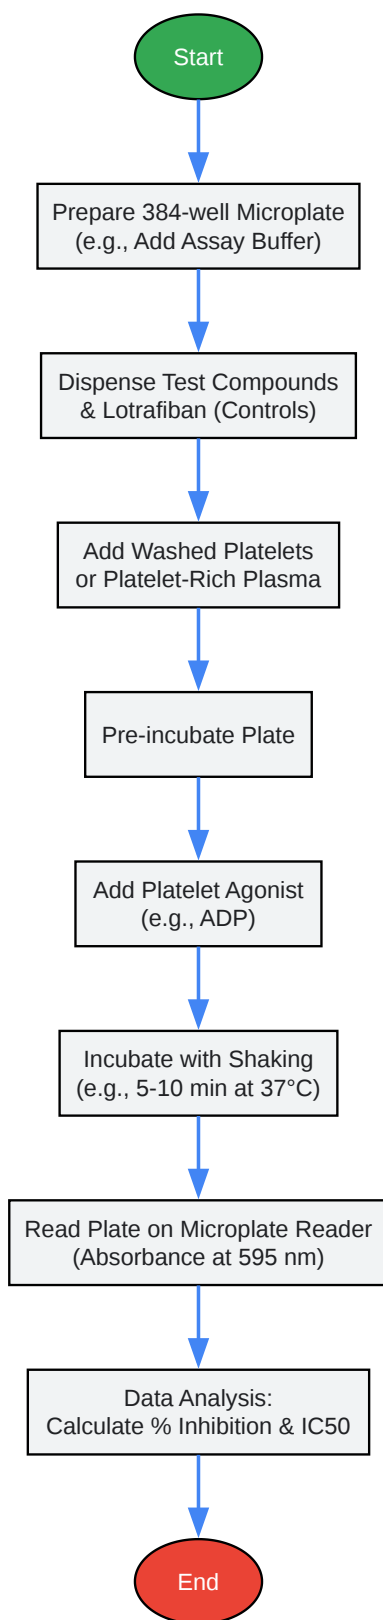 Start
Prepare 384-well Microplate
(e.g., Add Assay Buffer)
Dispense Test Compounds
& Lotrafiban (Controls)
Add Washed Platelets
or Platelet-Rich Plasma
Pre-incubate Plate
Add Platelet Agonist
(e.g., ADP)
Incubate with Shaking
(e.g., 5-10 min at 37°C)
Read Plate on Microplate Reader
(Absorbance at 595 nm)
Data Analysis:
Calculate % Inhibition & IC50
End